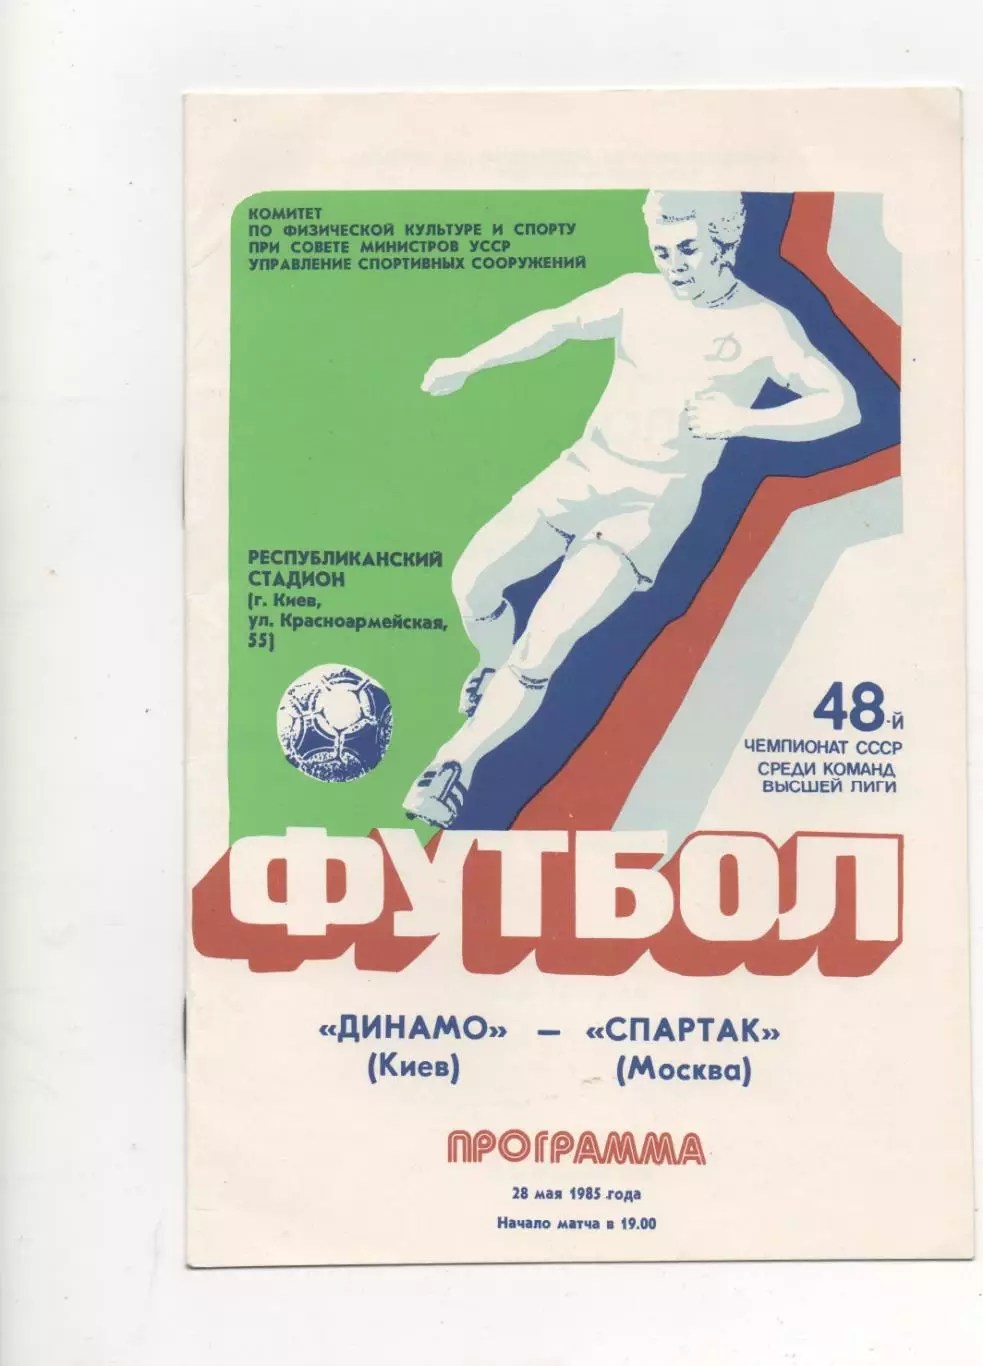 КОМИТЕТ
ПО ФИЗИЧЕСКОЙ КУЛЬТУРЕ И СПОРТУ
ПРИ СОВЕТЕ МИНИСТРОВ УССР
УПРАВЛЕНИЕ СПОРТИВНЫХ СООРУЖЕНИЙ
Д
РЕСПУБЛИКАНСКИЙ
СТАДИОН
(г. Киев,
ул. Красноармейская,
55)
48-й
ЧЕМПИОНАТ СССР
СРЕДИ КОМАНД
ВЫСШЕЙ ЛИГИ
ФУТБОЛ
«ДИНАМО» — «СПАРТАК»
(Киев) (Москва)
ПРОГРАММА
28 мая 1985 года
Начало матча в 19.00